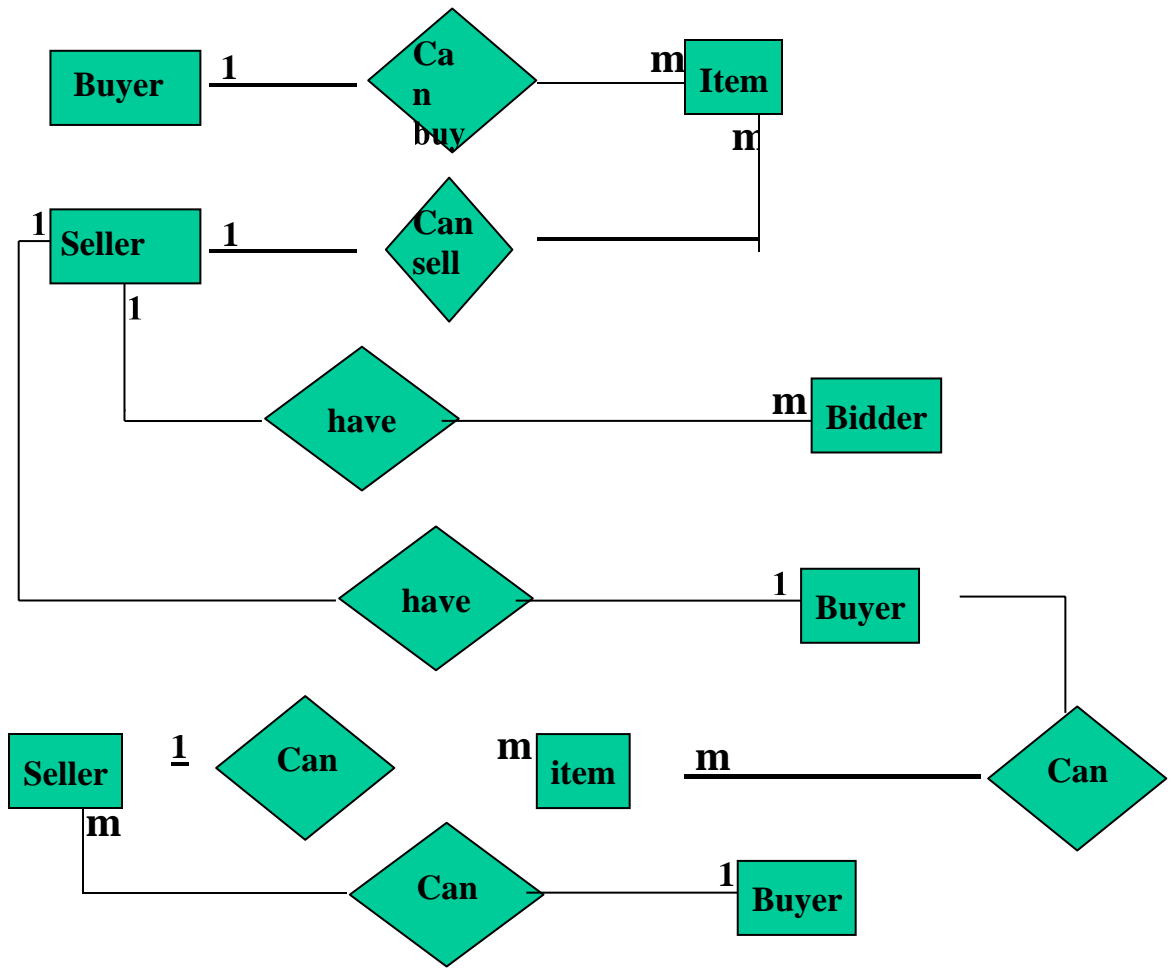 Buyer
1
Ca
n
buy
m
Item
m
1
Seller
1
Can
sell
1
have
m
Bidder
have
1
Buyer
Seller
1
Can
m
item
m
Can
m
Can
1
Buyer